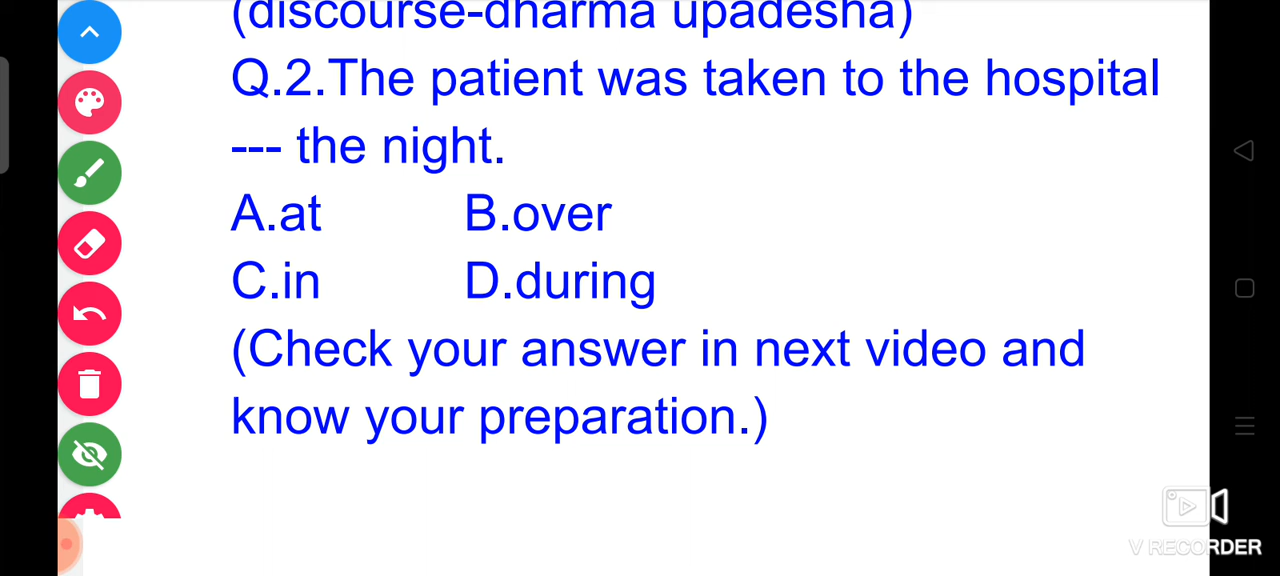 (discourse-dharma upadesha)
Q.2.The patient was taken to the hospital
--- the night.
A.at B.over
C.in D.during
(Check your answer in next video and
know your preparation.)
V RECORDER